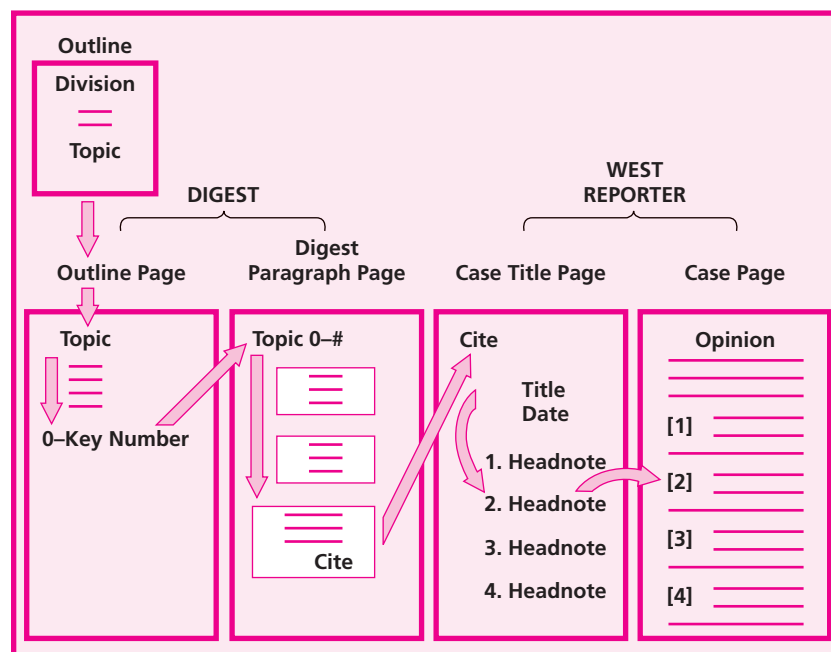 Outline
Division
Topic
DIGEST
WEST
REPORTER
Outline Page
Digest
Paragraph Page
Case Title Page
Case Page
Topic
0–Key Number
Topic 0–#
Cite
Cite
Title
Date
1. Headnote
2. Headnote
3. Headnote
4. Headnote
Opinion
[1]
[2]
[3]
[4]